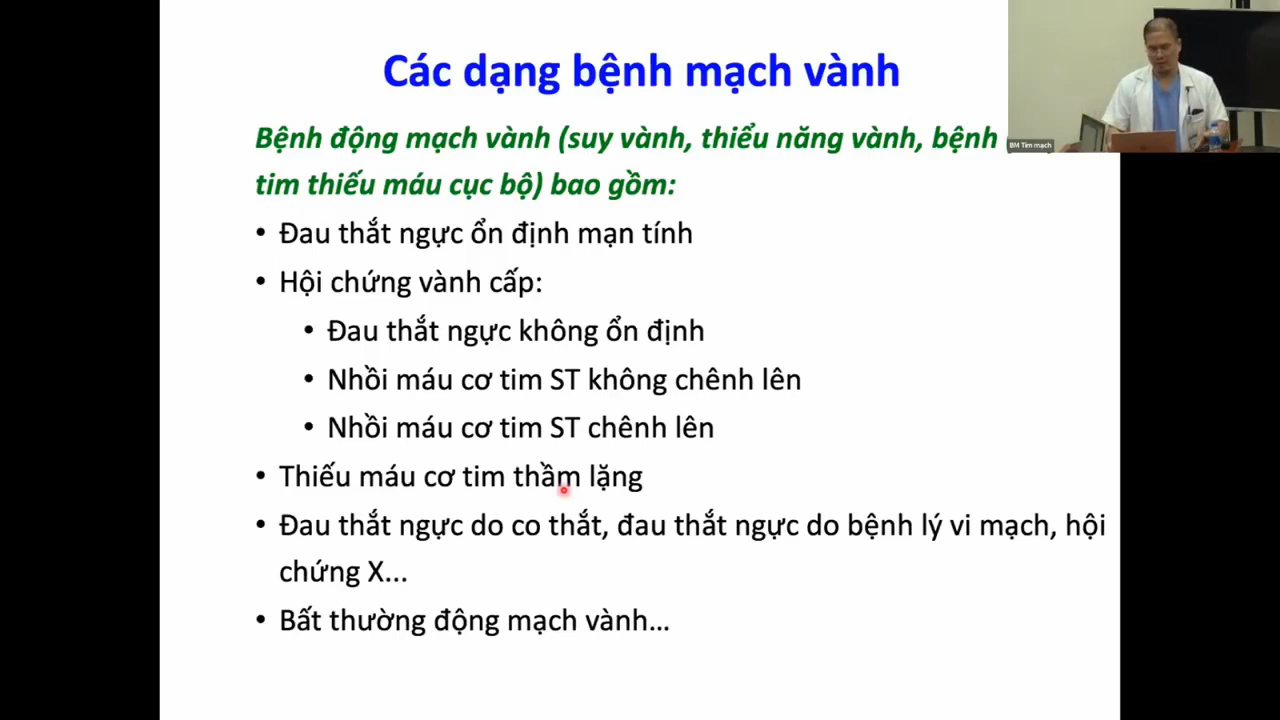 Các dạng bệnh mạch vành
Bệnh động mạch vành (suy vành, thiểu năng vành, bệnh
tim thiếu máu cục bộ) bao gồm:
• Đau thắt ngực ổn định mạn tính
• Hội chứng vành cấp:
• Đau thắt ngực không ổn định
• Nhồi máu cơ tim ST không chênh lên
• Nhồi máu cơ tim ST chênh lên
• Thiếu máu cơ tim thầm lặng
• Đau thắt ngực do co thắt, đau thắt ngực do bệnh lý vi mạch, hội
chứng X...
• Bất thường động mạch vành...
BM Tim mạch